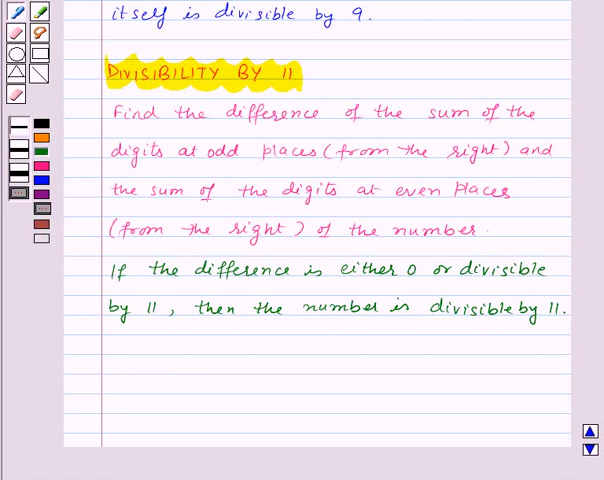 itself is divisible by 9.
DIVISIBILITY BY 11
Find the difference of the sum of the
digits at odd places (from the right) and
the sum of the digits at even places
(from the right) of the number.
If the difference is either 0 or divisible
by 11, then the number is divisible by 11.